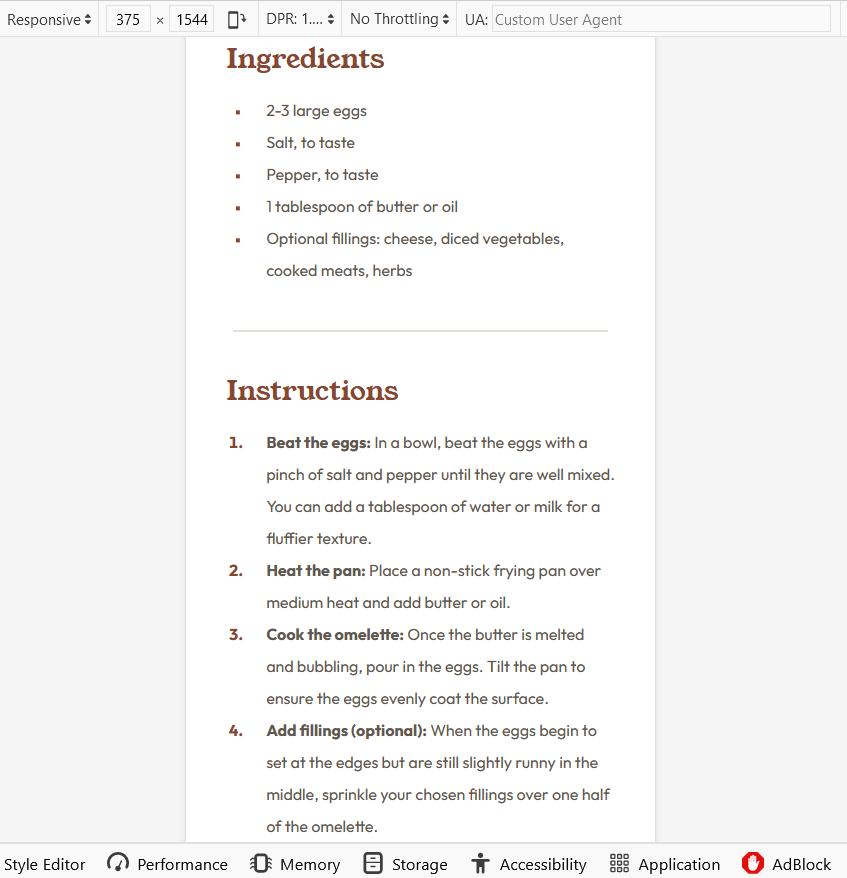 Responsive 375 × 1544 DPR: 1.... No Throttling UA: Custom User Agent
Ingredients
▪ 2-3 large eggs
▪ Salt, to taste
▪ Pepper, to taste
▪ 1 tablespoon of butter or oil
▪ Optional fillings: cheese, diced vegetables,
cooked meats, herbs
Instructions
1. Beat the eggs: In a bowl, beat the eggs with a
pinch of salt and pepper until they are well mixed.
You can add a tablespoon of water or milk for a
fluffier texture.
2. Heat the pan: Place a non-stick frying pan over
medium heat and add butter or oil.
3. Cook the omelette: Once the butter is melted
and bubbling, pour in the eggs. Tilt the pan to
ensure the eggs evenly coat the surface.
4. Add fillings (optional): When the eggs begin to
set at the edges but are still slightly runny in the
middle, sprinkle your chosen fillings over one half
of the omelette.
Style Editor Performance Memory Storage Accessibility Application AdBlock